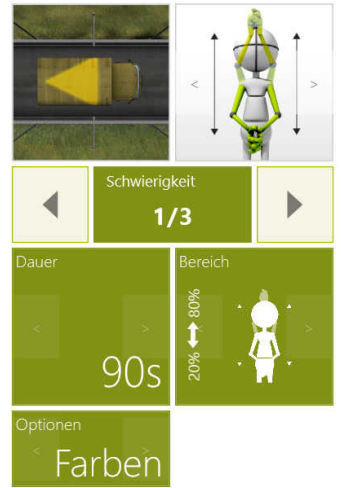 Schwierigkeit
1/3
Dauer
90s
Bereich
20% ↔ 80%
Optionen
Farben